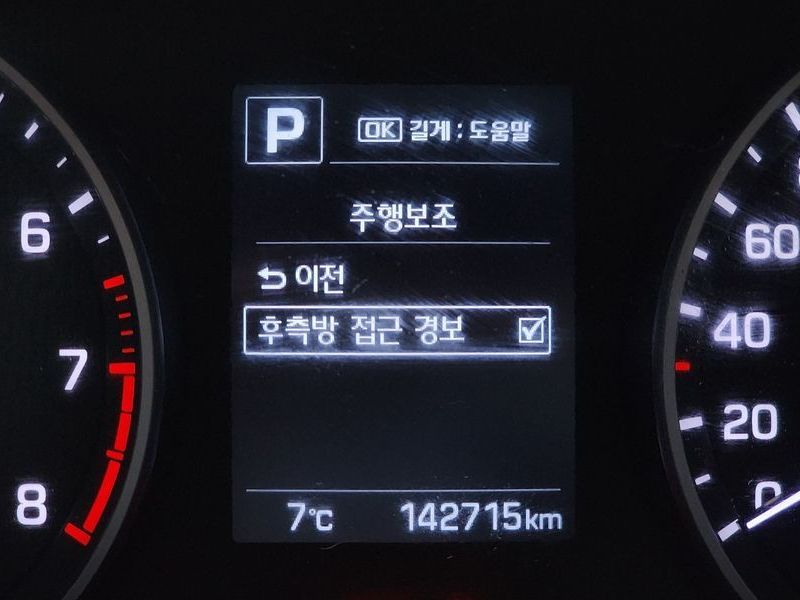 P
OK 길게 : 도움말
주행보조
이전
후측방 접근 경보
7℃ 142715km
6
7
8
60
40
20
0